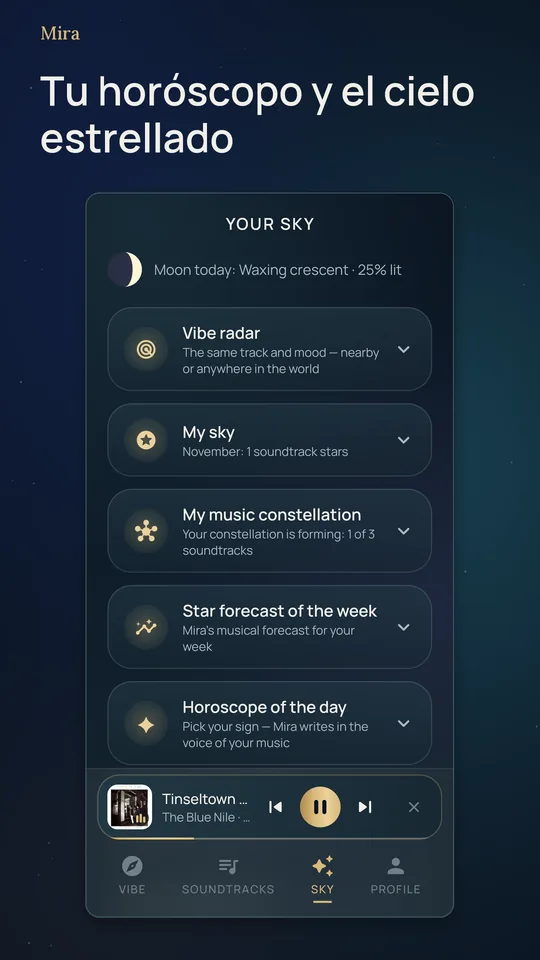 Mira
Tu horóscopo y el cielo
estrellado
YOUR SKY
Moon today: Waxing crescent · 25% lit
Vibe radar
The same track and mood — nearby
or anywhere in the world
My sky
November: 1 soundtrack stars
My music constellation
Your constellation is forming: 1 of 3
soundtracks
Star forecast of the week
Mira's musical forecast for your
week
Horoscope of the day
Pick your sign — Mira writes in the
voice of your music
Tinseltown ...
The Blue Nile · ...
VIBE
SOUNDTRACKS
SKY
PROFILE